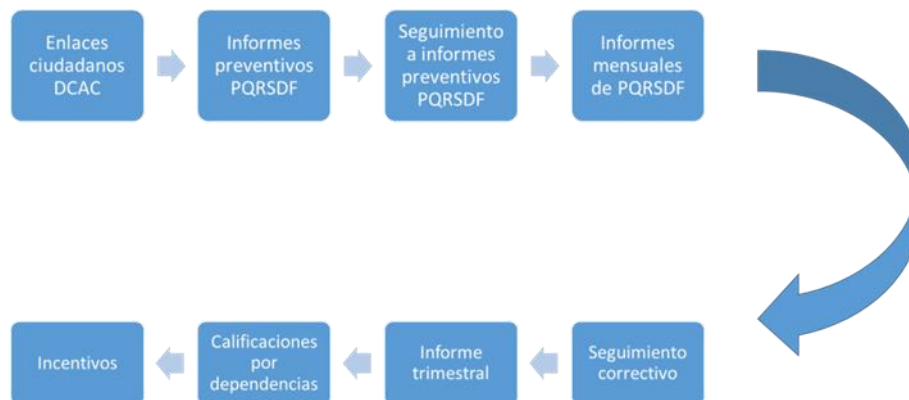 Enlaces
ciudadanos
DCAC
Informes
preventivos
PQRSDF
Seguimiento
a informes
preventivos
PQRSDF
Informes
mensuales
de PQRSDF
Incentivos
Calificaciones
por
dependencias
Informe
trimestral
Seguimiento
correctivo